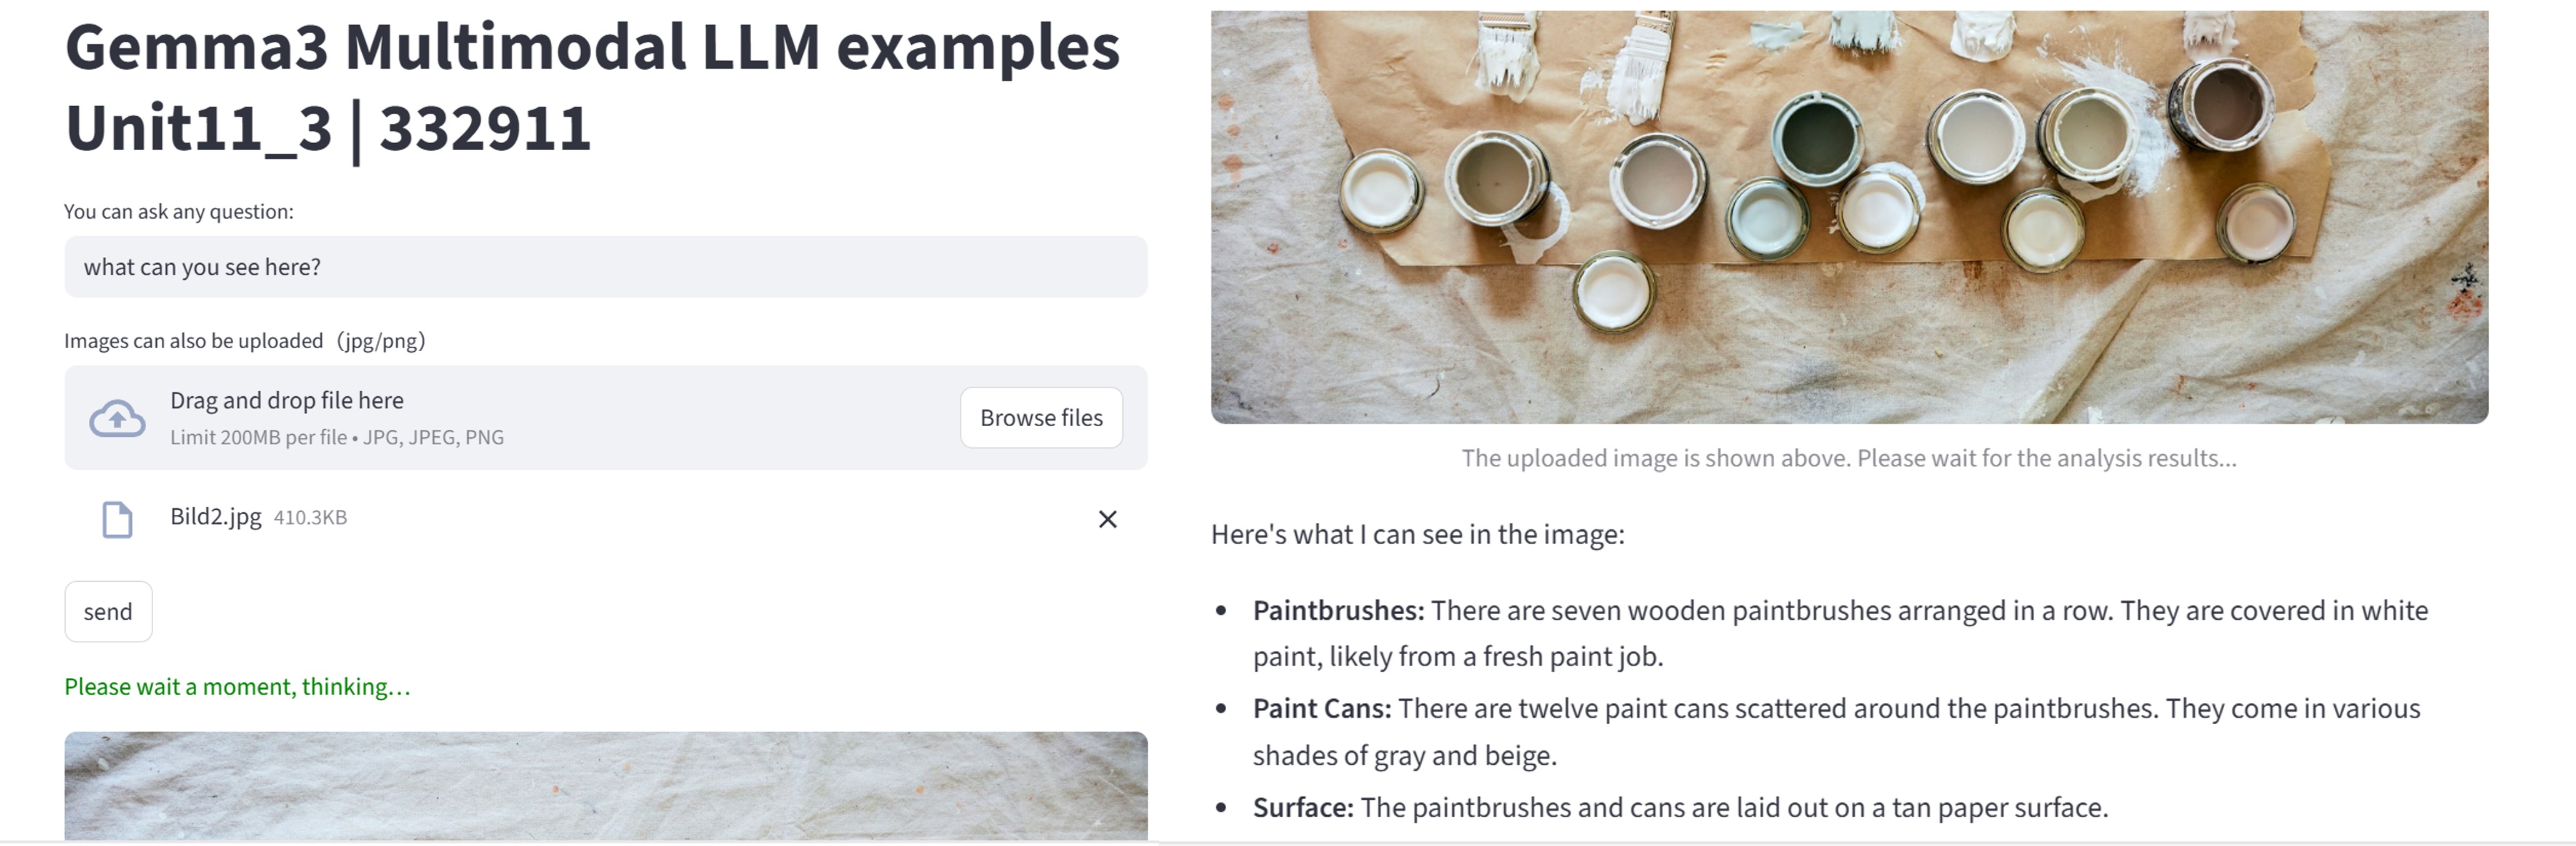 Gemma3 Multimodal LLM examples
Unit11_3 | 332911
You can ask any question:
what can you see here?
Images can also be uploaded（jpg/png）
Drag and drop file here
Limit 200MB per file • JPG, JPEG, PNG
Browse files
Bild2.jpg 410.3KB
send
Please wait a moment, thinking…
The uploaded image is shown above. Please wait for the analysis results...
Here's what I can see in the image:
• Paintbrushes: There are seven wooden paintbrushes arranged in a row. They are covered in white
paint, likely from a fresh paint job.
• Paint Cans: There are twelve paint cans scattered around the paintbrushes. They come in various
shades of gray and beige.
• Surface: The paintbrushes and cans are laid out on a tan paper surface.